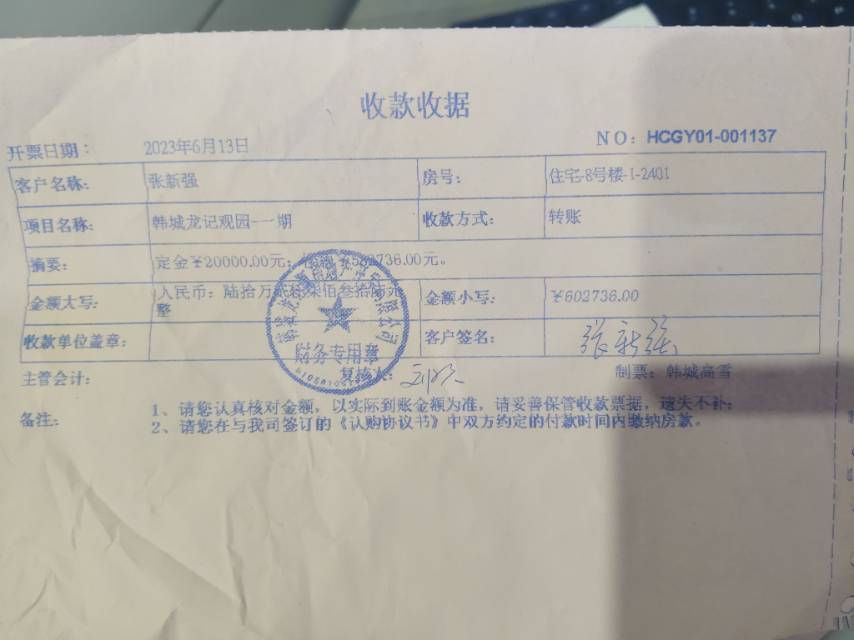 收款收据
开票日期： 2023年6月13日 NO：HCGY01-001137
客户名称： 张新强 房号： 住宅-8号楼-1-2401
项目名称： 韩城龙记观园-一期 收款方式： 转账
摘要： 定金￥20000.00元；￥582736.00元。
金额大写： 人民币：陆拾万贰仟柒佰叁拾陆元 金额小写： ￥602736.00
整
收款单位盖章： 客户签名： 张新强
财务专用章
主管会计： 复核人： 制票：韩城高雪
备注： 1、请您认真核对金额，以实际到账金额为准，请妥善保管收款票据，遗失不补；
2、请您在与我司签订的《认购协议书》中双方约定的付款时间内缴纳房款。